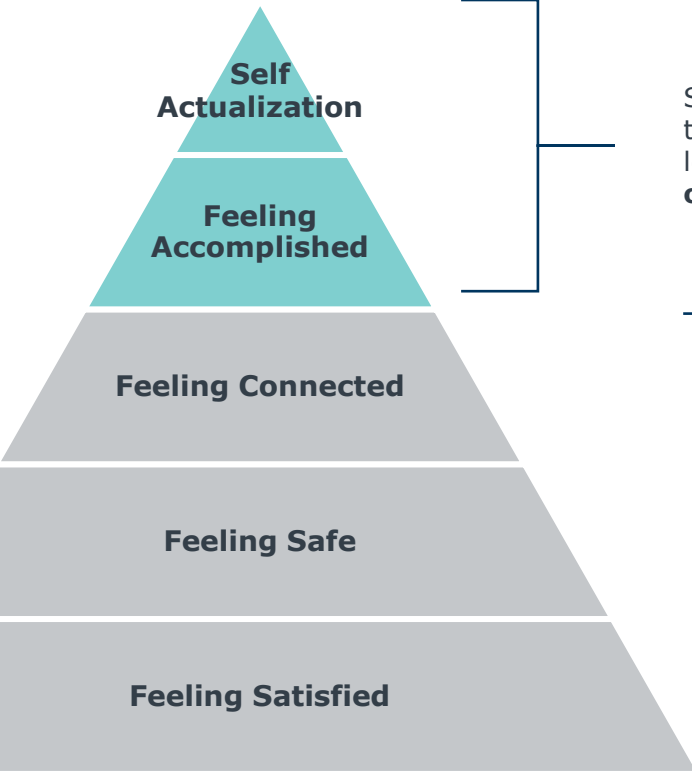 Self
Actualization
Feeling
Accomplished
Feeling Connected
Feeling Safe
Feeling Satisfied